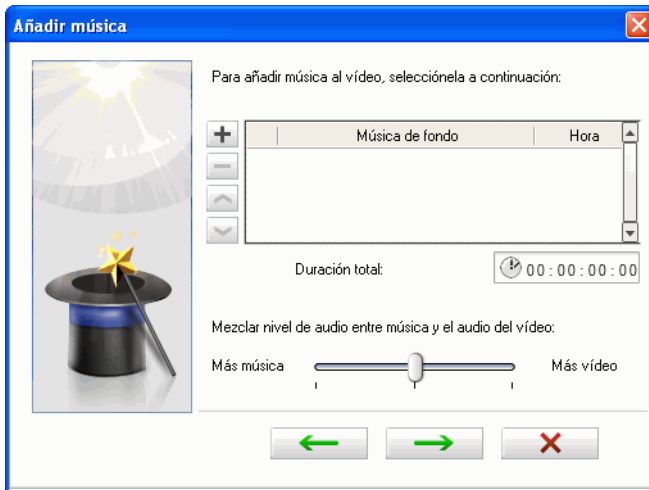 Añadir música
Para añadir música al vídeo, selecciónela a continuación:
Música de fondo Hora
Duración total: 00:00:00:00
Mezclar nivel de audio entre música y el audio del vídeo:
Más música Más vídeo